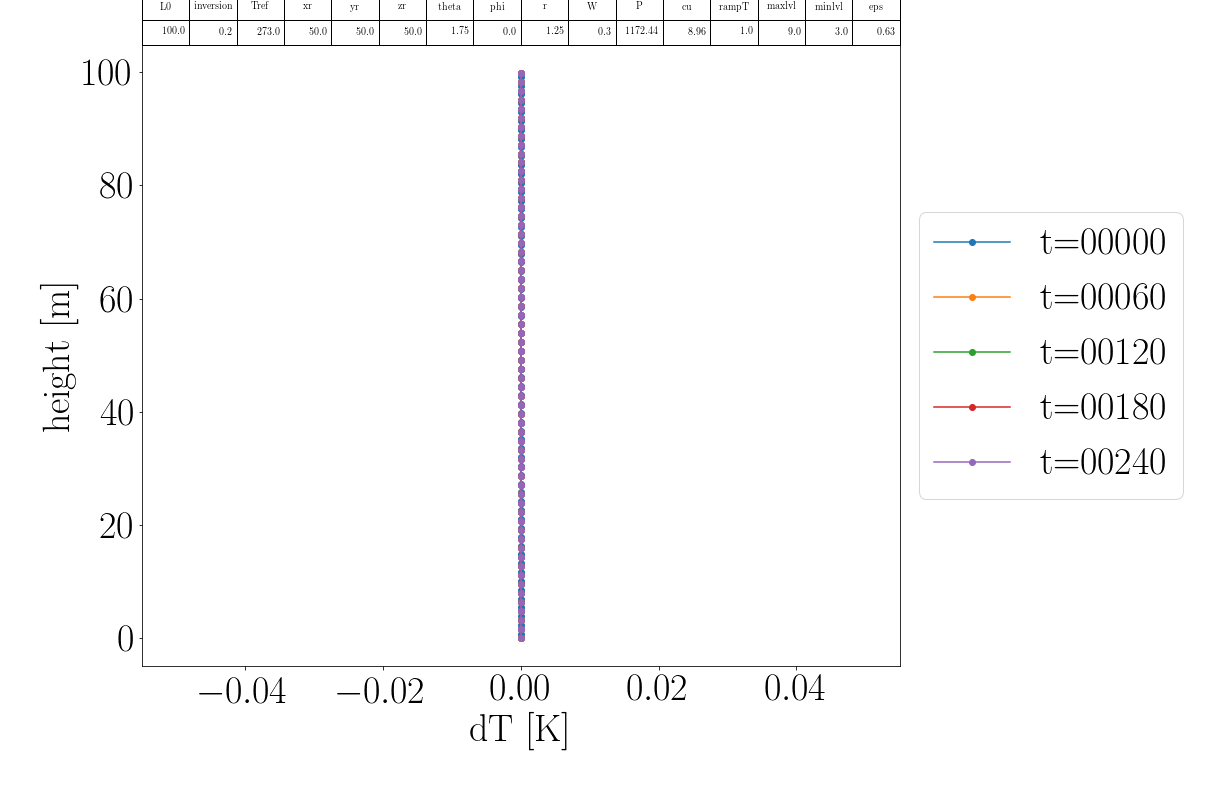 L0 inversion Tref xr yr zr theta phi r W P cu rampT maxlvl minlvl eps
100.0 0.2 273.0 50.0 50.0 50.0 1.75 0.0 1.25 0.3 1172.44 8.96 1.0 9.0 3.0 0.63
100
80
60
40
20
0
height [m]
−0.04 −0.02 0.00 0.02 0.04
dT [K]
t=00000
t=00060
t=00120
t=00180
t=00240